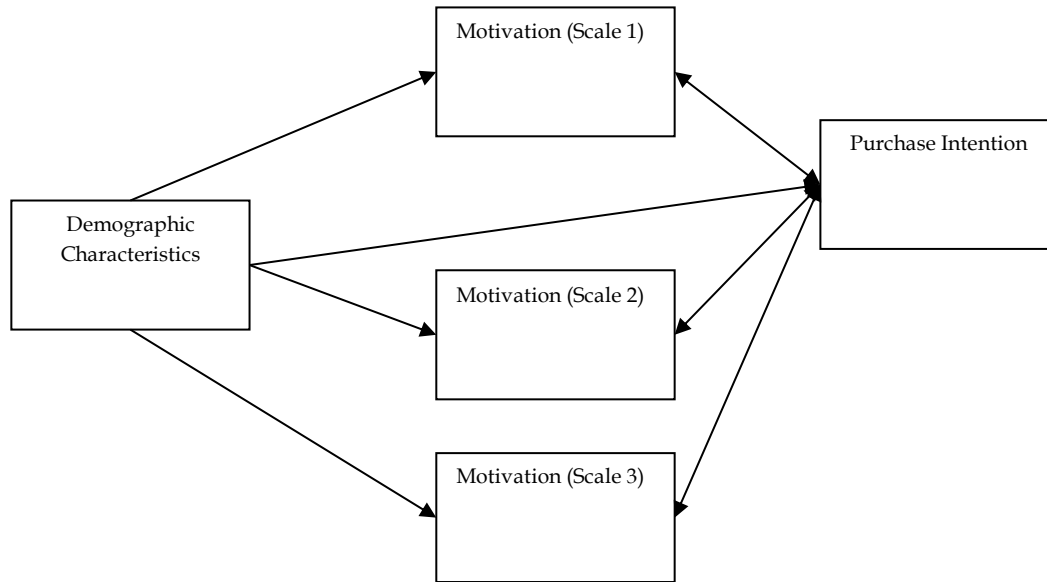 Motivation (Scale 1)
Purchase Intention
Demographic
Characteristics
Motivation (Scale 2)
Motivation (Scale 3)